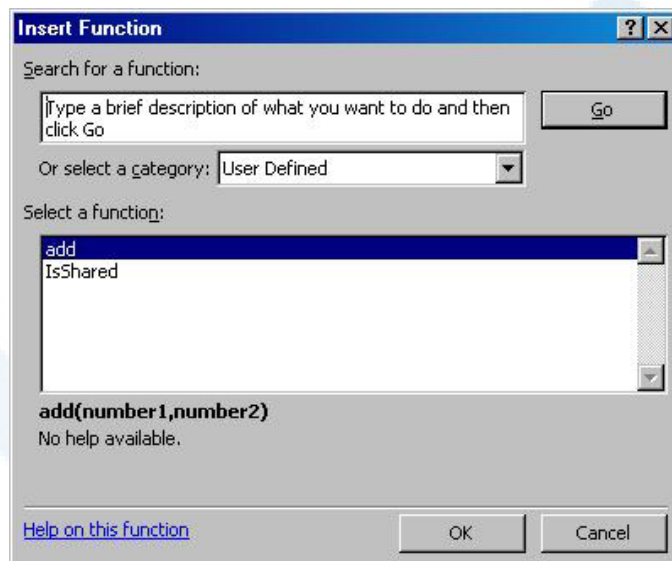 Insert Function
Search for a function:
Type a brief description of what you want to do and then
click Go
Go
Or select a category: User Defined
Select a function:
add
IsShared
add(number1,number2)
No help available.
Help on this function
OK
Cancel